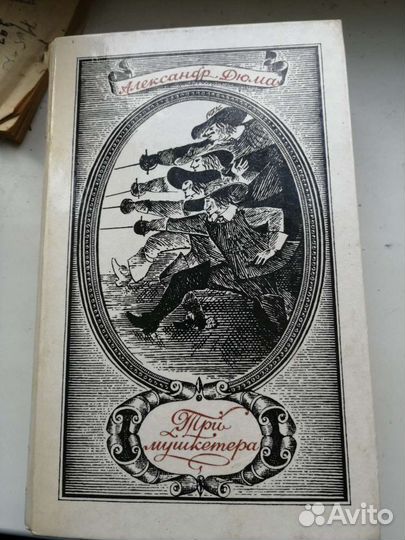 Александр Дюма
Три
мушкетера
Avito